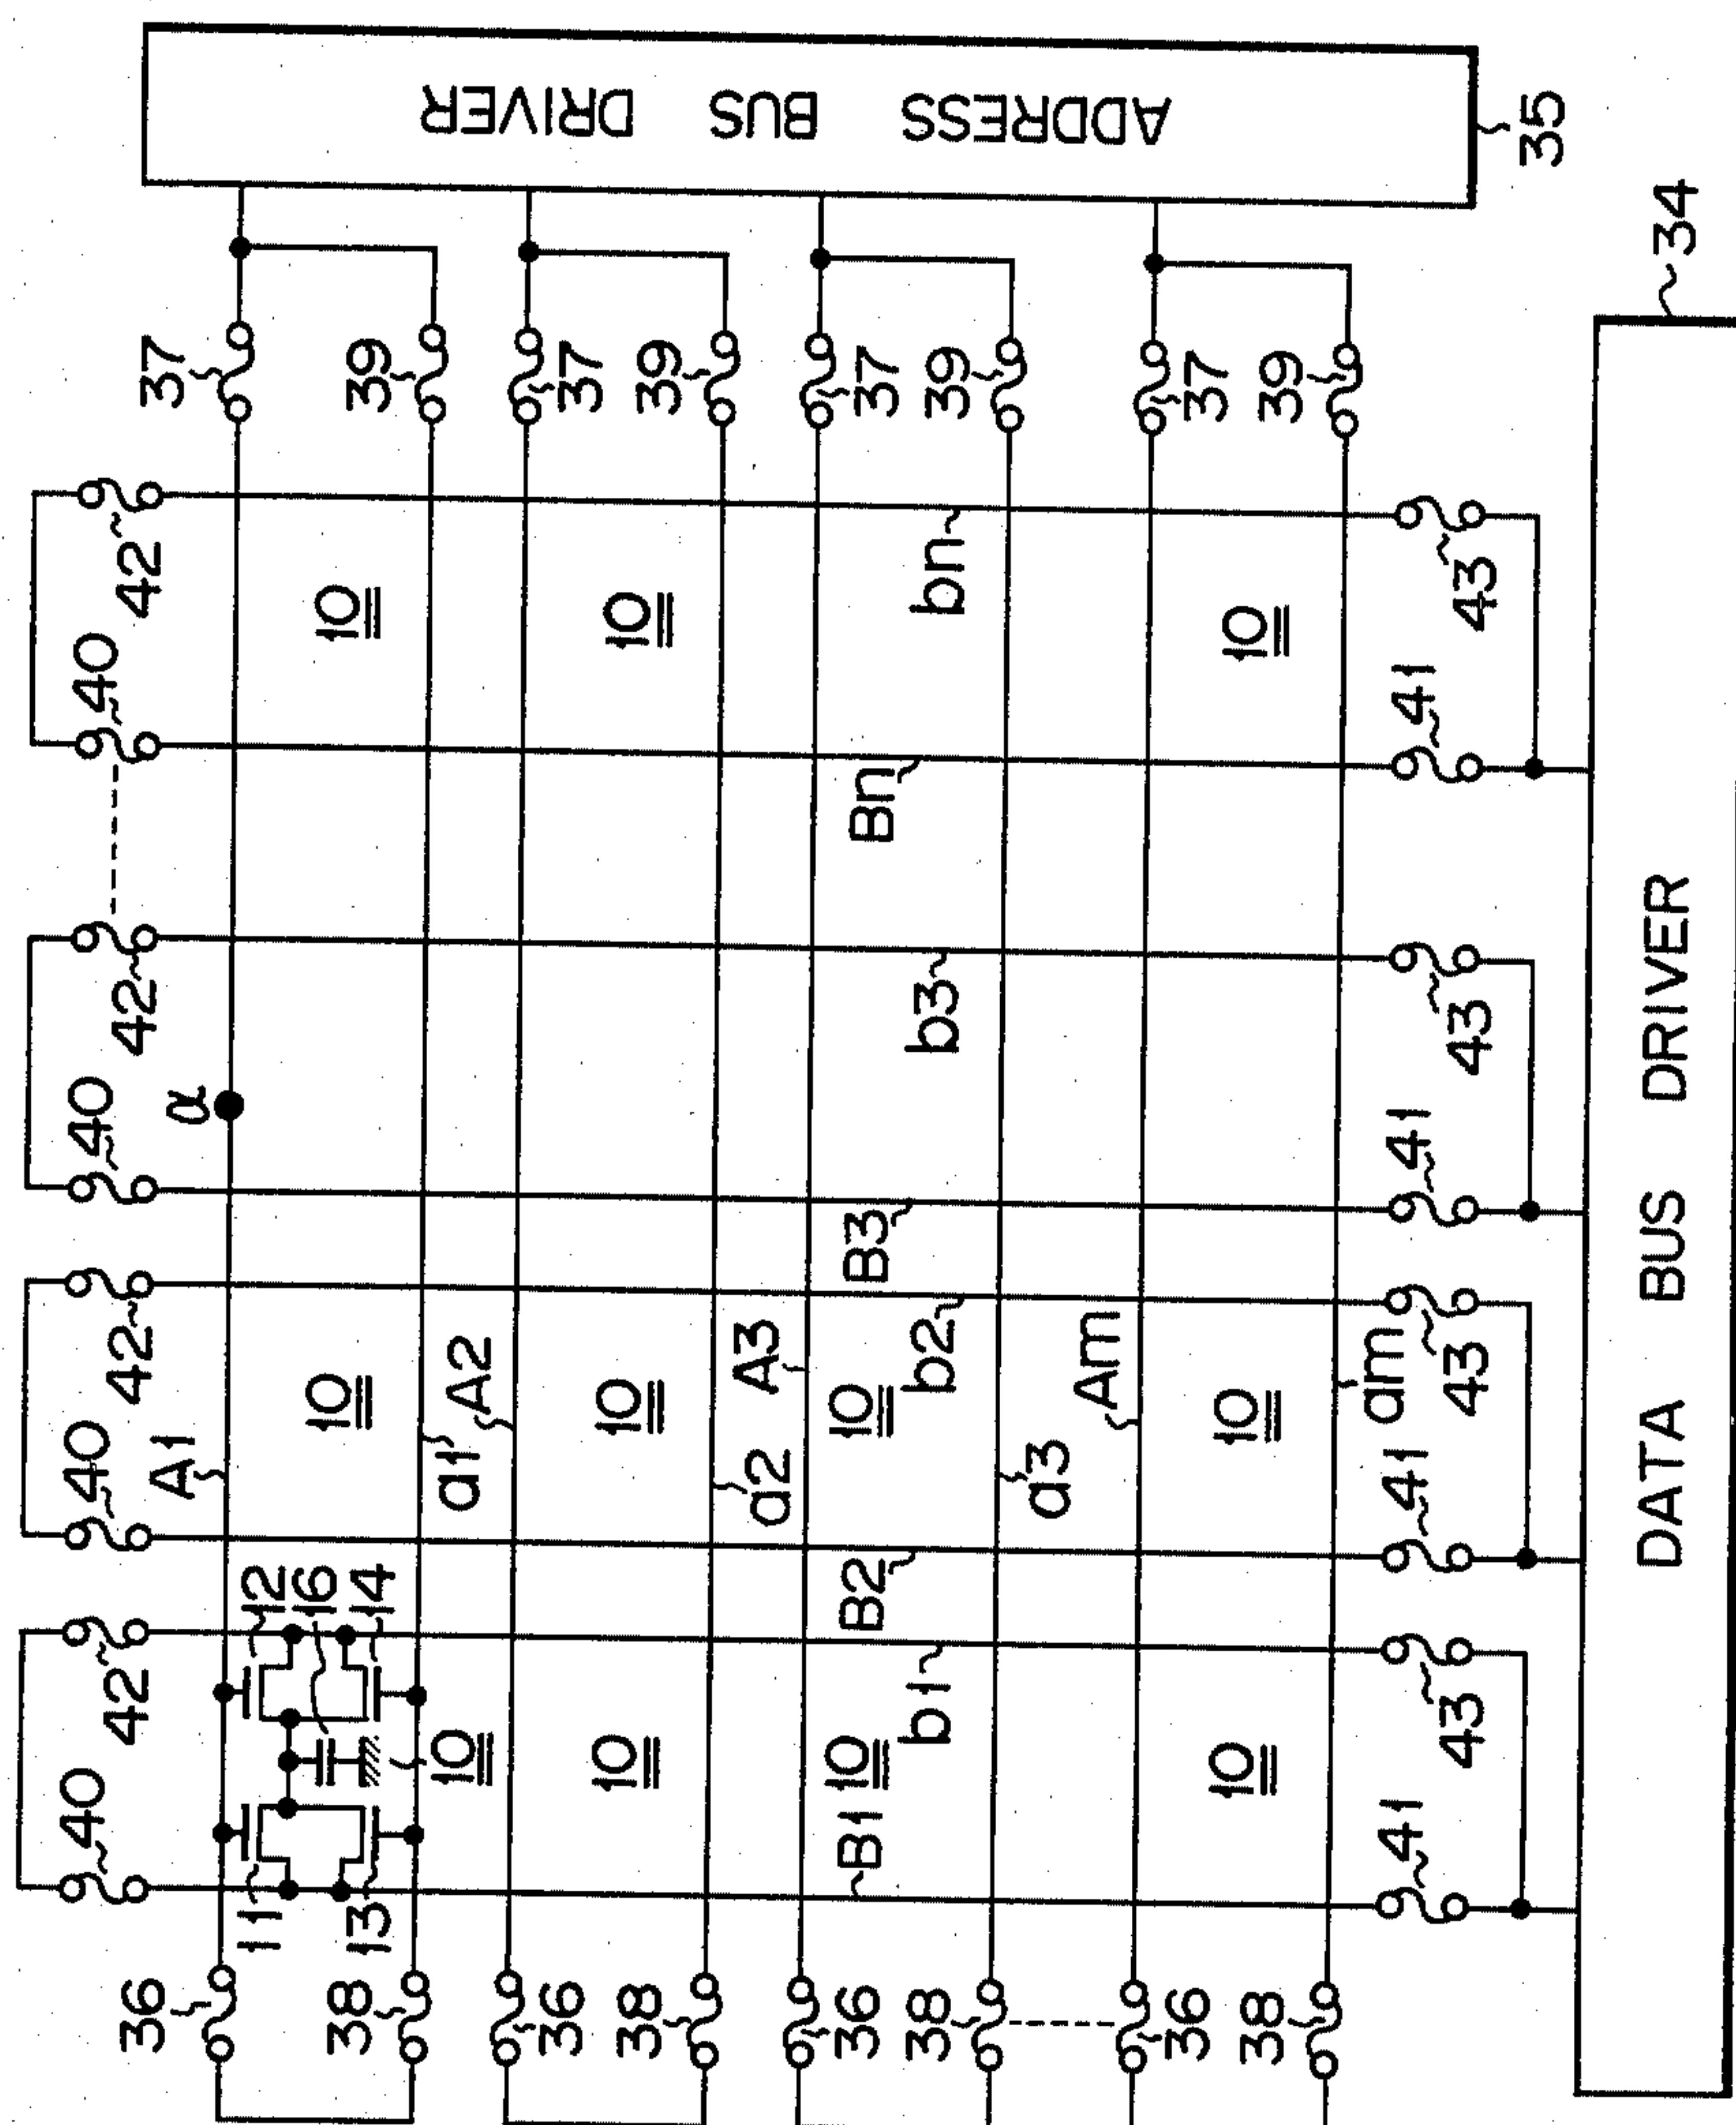 40 40 40 40
36 42 42 42 42 37
A1 α
11 12
16
38 13 14 10 10 39
10 a1 A2
36 37
38 10 10 10 39
a2 A3
36 B1 10 B2 10 B3 Bn 37
38 b1 b2 b3 bn 39
a3 Am
36 37
38 10 10 10 39
am
41 41 41 41
43 43 43 43
ADDRESS BUS DRIVER
35
DATA BUS DRIVER
34